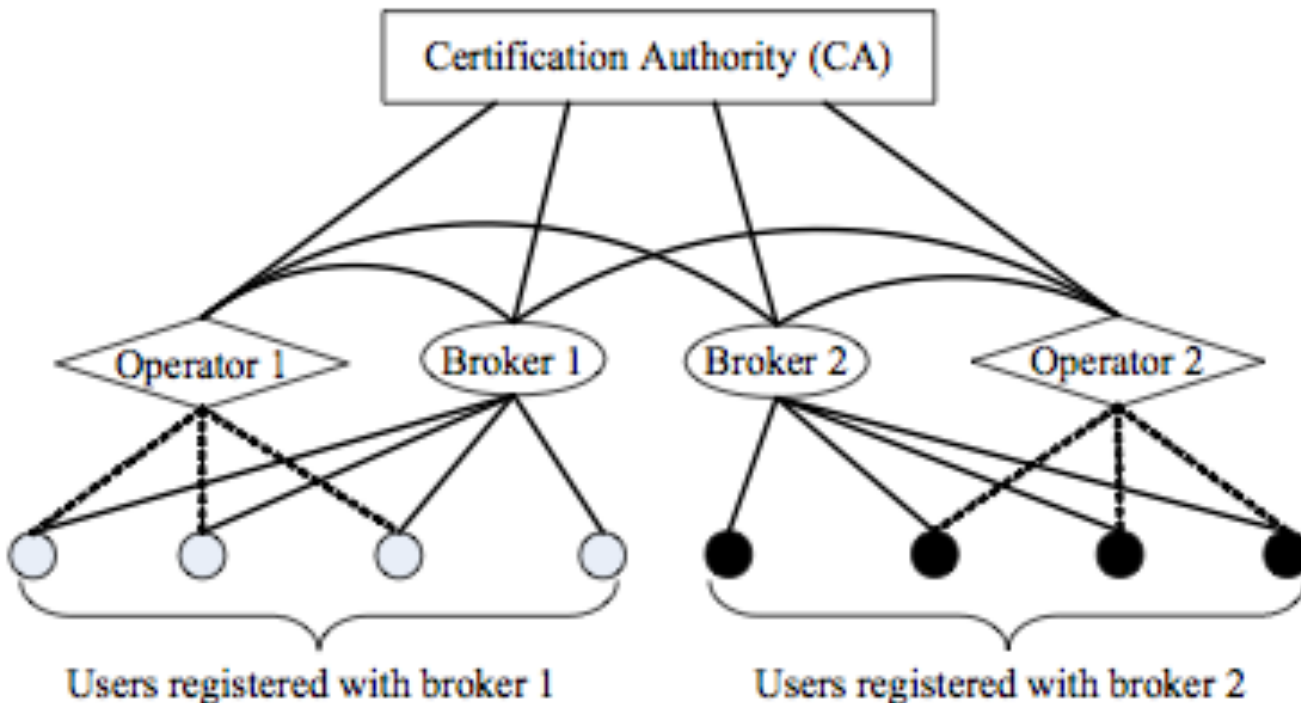 Certification Authority (CA)
Operator 1
Broker 1
Broker 2
Operator 2
Users registered with broker 1
Users registered with broker 2